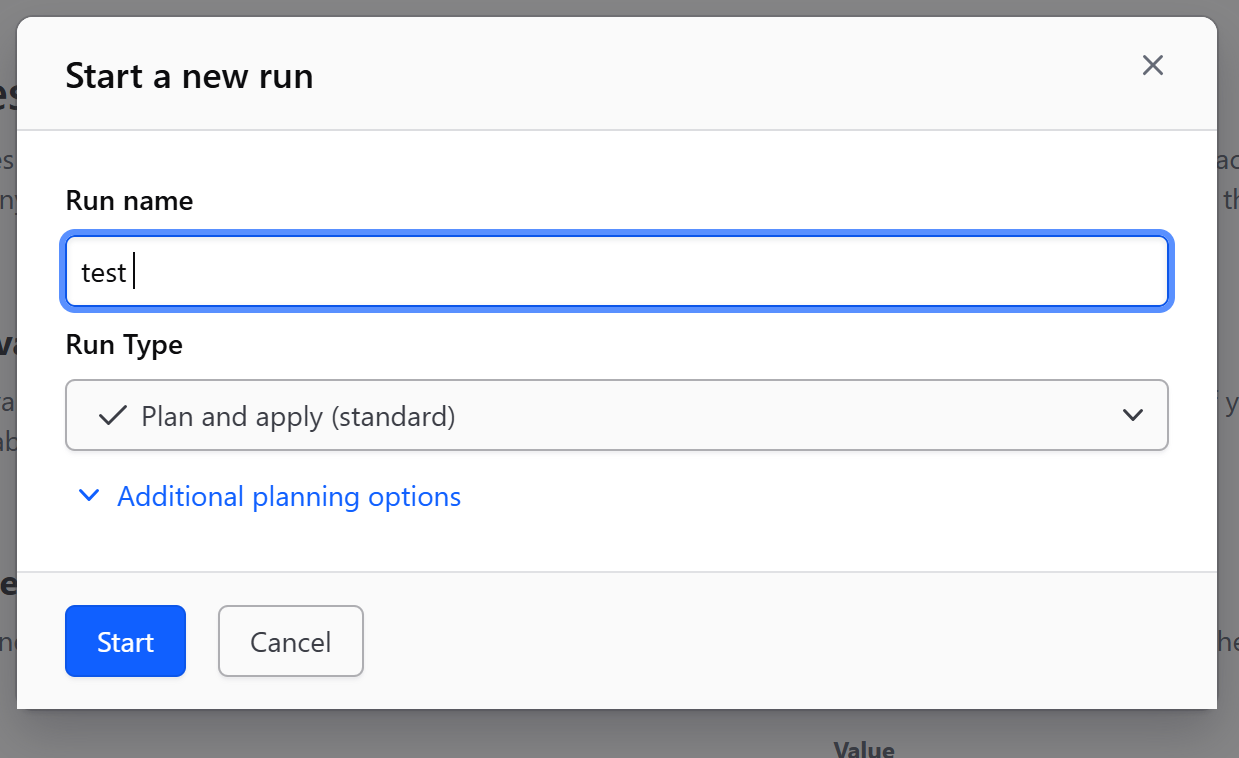 Start a new run
Run name
test
Run Type
Plan and apply (standard)
Additional planning options
Start
Cancel
Value